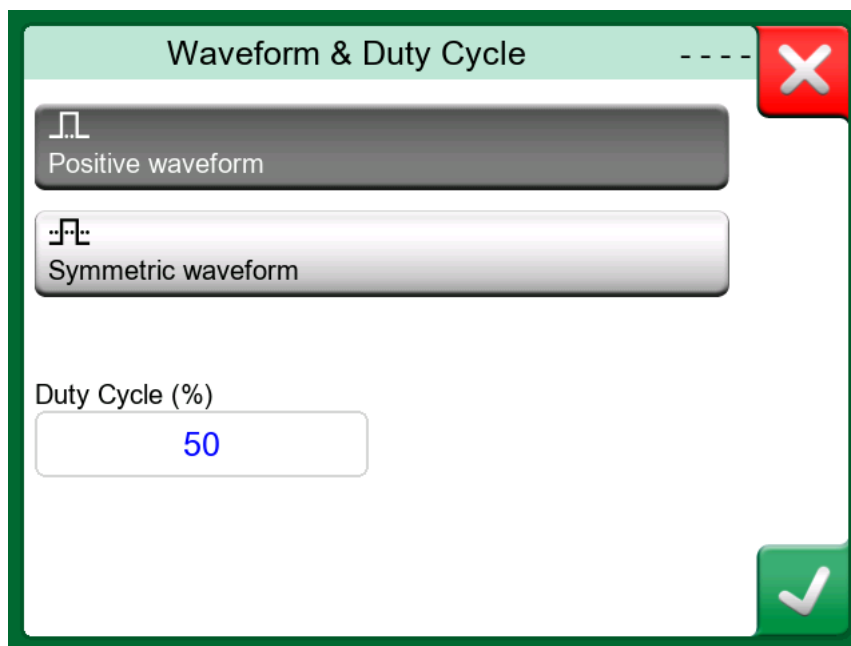 Waveform & Duty Cycle - - - -
Positive waveform
Symmetric waveform
Duty Cycle (%)
50